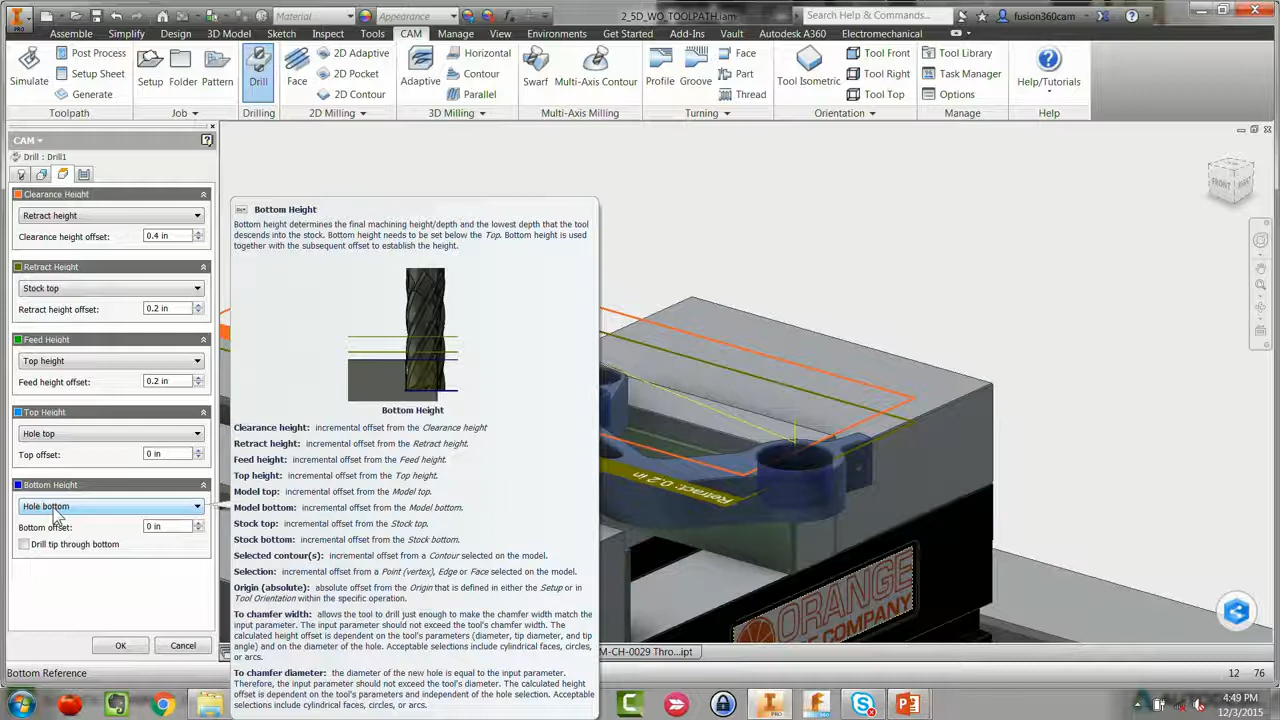 PRO
Material
Appearance
2_5D_WO_TOOLPATH.iam
Search Help & Commands...
fusion360cam
Assemble Simplify Design 3D Model Sketch Inspect Tools CAM Manage View Environments Get Started Add-Ins Vault Autodesk A360 Electromechanical
Simulate
Post Process
Setup Sheet
Generate
Toolpath
Setup Folder Pattern
Job
Drill
Drilling
Face
2D Adaptive
2D Pocket
2D Contour
2D Milling
Adaptive
Horizontal
Contour
Parallel
3D Milling
Swarf Multi-Axis Contour
Multi-Axis Milling
Profile Groove
Face
Part
Thread
Turning
Tool Isometric
Tool Front
Tool Right
Tool Top
Orientation
Tool Library
Task Manager
Options
Manage
Help/Tutorials
Help
CAM
Drill : Drill1
Clearance Height
Retract height
Clearance height offset: 0.4 in
Retract Height
Stock top
Retract height offset: 0.2 in
Feed Height
Top height
Feed height offset: 0.2 in
Top Height
Hole top
Top offset: 0 in
Bottom Height
Hole bottom
Bottom offset: 0 in
Drill tip through bottom
OK Cancel
Bottom Reference
Bottom Height
Bottom height determines the final machining height/depth and the lowest depth that the tool
descends into the stock. Bottom height needs to be set below the Top. Bottom height is used
together with the subsequent offset to establish the height.
Bottom Height
Clearance height: incremental offset from the Clearance height
Retract height: incremental offset from the Retract height.
Feed height: incremental offset from the Feed height.
Top height: incremental offset from the Top height.
Model top: incremental offset from the Model top.
Model bottom: incremental offset from the Model bottom.
Stock top: incremental offset from the Stock top.
Stock bottom: incremental offset from the Stock bottom.
Selected contour(s): incremental offset from a Contour selected on the model.
Selection: incremental offset from a Point (vertex), Edge or Face selected on the model.
Origin (absolute): absolute offset from the Origin that is defined in either the Setup or in
Tool Orientation within the specific operation.
To chamfer width: allows the tool to drill just enough to make the chamfer width match the
input parameter. The input parameter should not exceed the tool's chamfer width. The
calculated height offset is dependent on the tool's parameters (diameter, tip diameter, and tip
angle) and on the diameter of the hole. Acceptable selections include cylindrical faces, circles,
or arcs.
To chamfer diameter: the diameter of the new hole is equal to the input parameter.
Therefore, the input parameter should not exceed the tool's diameter. The calculated height
offset is dependent on the tool's parameters and independent of the hole selection. Acceptable
selections include cylindrical faces, circles, or arcs.
FRONT RIGHT
Retract: 0.2 in
ORANGE
COMPANY
M-CH-0029 Thro...ipt
12 76
4:49 PM
12/3/2015